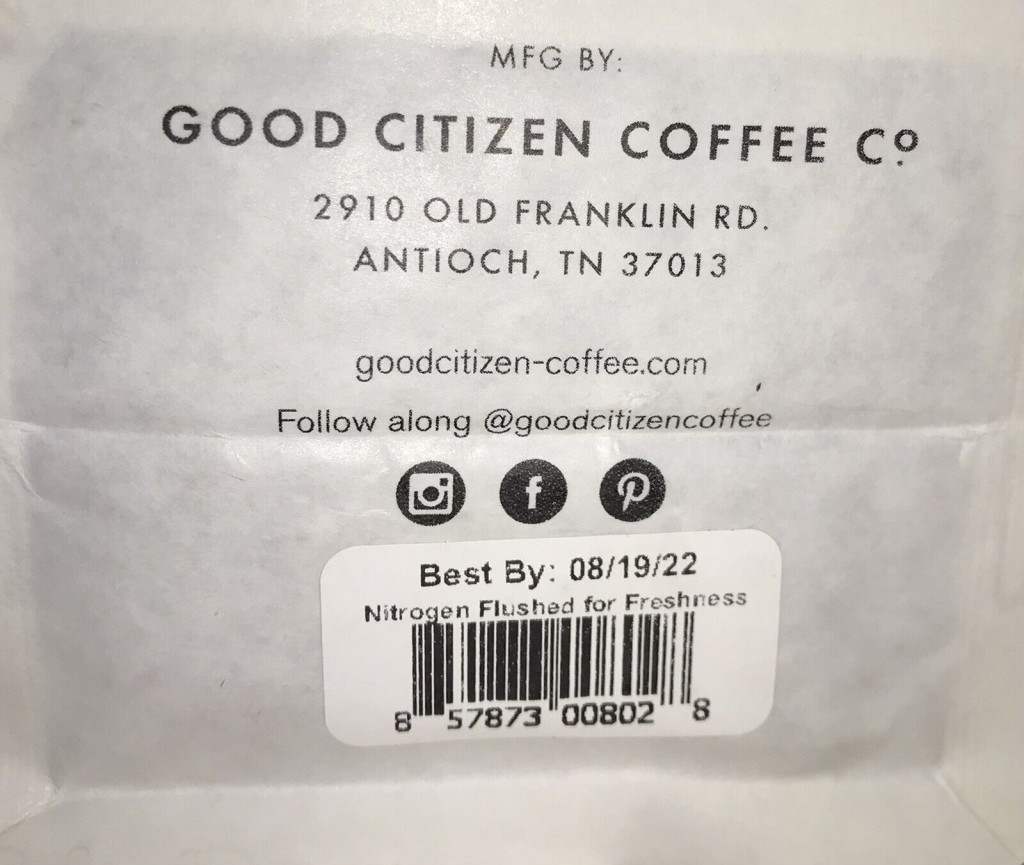 MFG BY:
GOOD CITIZEN COFFEE Cº
2910 OLD FRANKLIN RD.
ANTIOCH, TN 37013
goodcitizen-coffee.com
Follow along @goodcitizencoffee
Best By: 08/19/22
Nitrogen Flushed for Freshness
8 57873 00802 8